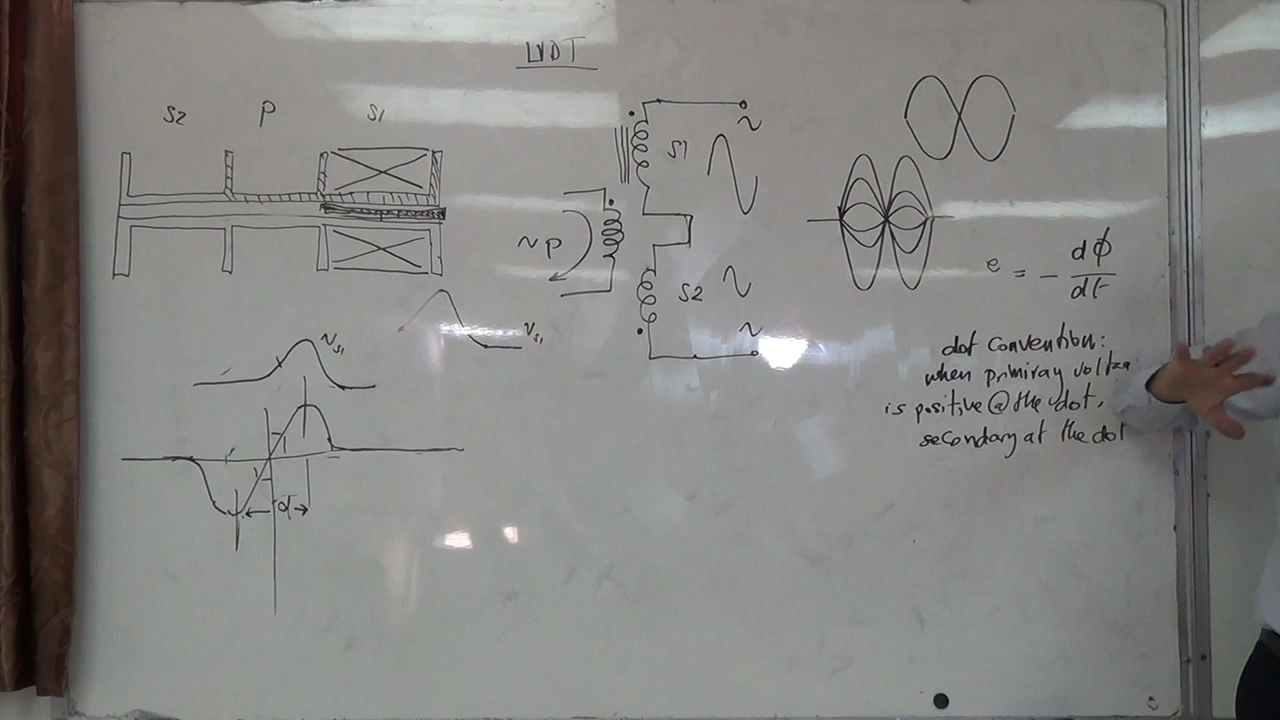 LVDT
S2 P S1
S1
~P
S2
e = - dϕ/dt
Vs1
Vs1
d
dot convention:
when primiray voltage
is positive @ the dot,
secondary at the dot